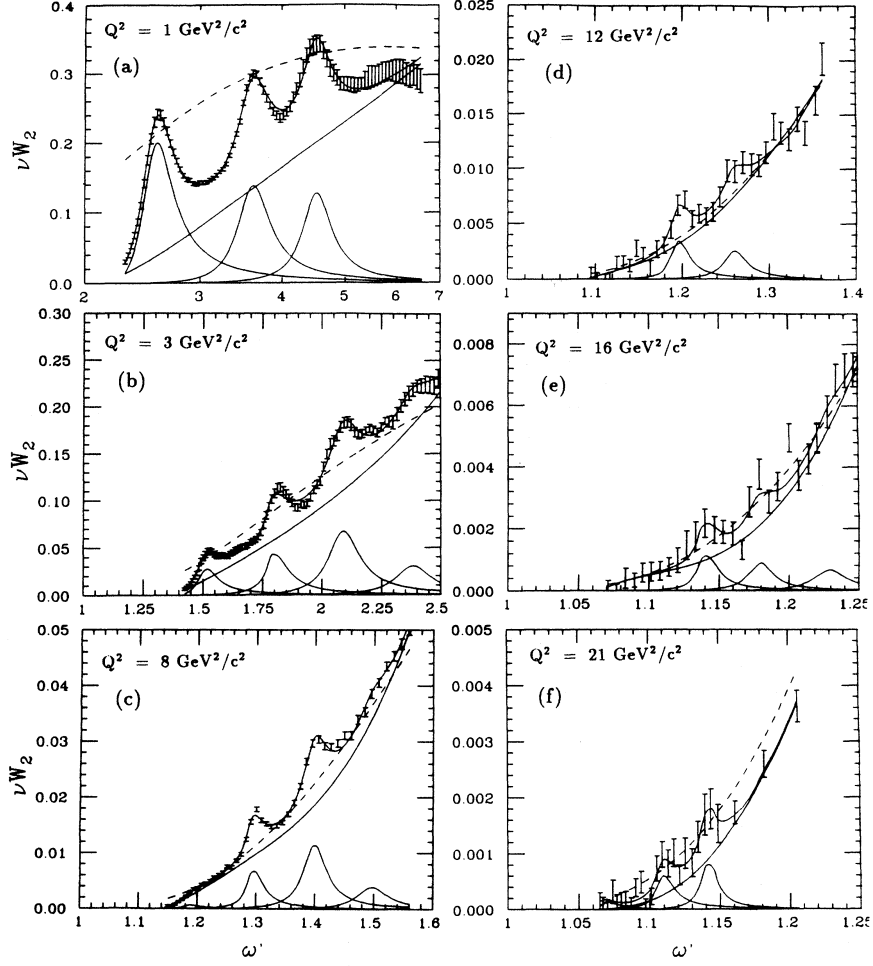 Q² = 1 GeV²/c²
(a)
νW₂
0.4
0.3
0.2
0.1
0.0
2 3 4 5 6 7
Q² = 3 GeV²/c²
(b)
νW₂
0.30
0.25
0.20
0.15
0.10
0.05
0.00
1 1.25 1.5 1.75 2 2.25 2.5
Q² = 8 GeV²/c²
(c)
νW₂
0.05
0.04
0.03
0.02
0.01
0.00
1 1.1 1.2 1.3 1.4 1.5 1.6
ω'
Q² = 12 GeV²/c²
(d)
0.025
0.020
0.015
0.010
0.005
0.000
1 1.1 1.2 1.3 1.4
Q² = 16 GeV²/c²
(e)
0.008
0.006
0.004
0.002
0.000
1 1.05 1.1 1.15 1.2 1.25
Q² = 21 GeV²/c²
(f)
0.005
0.004
0.003
0.002
0.001
0.000
1 1.05 1.1 1.15 1.2 1.25
ω'